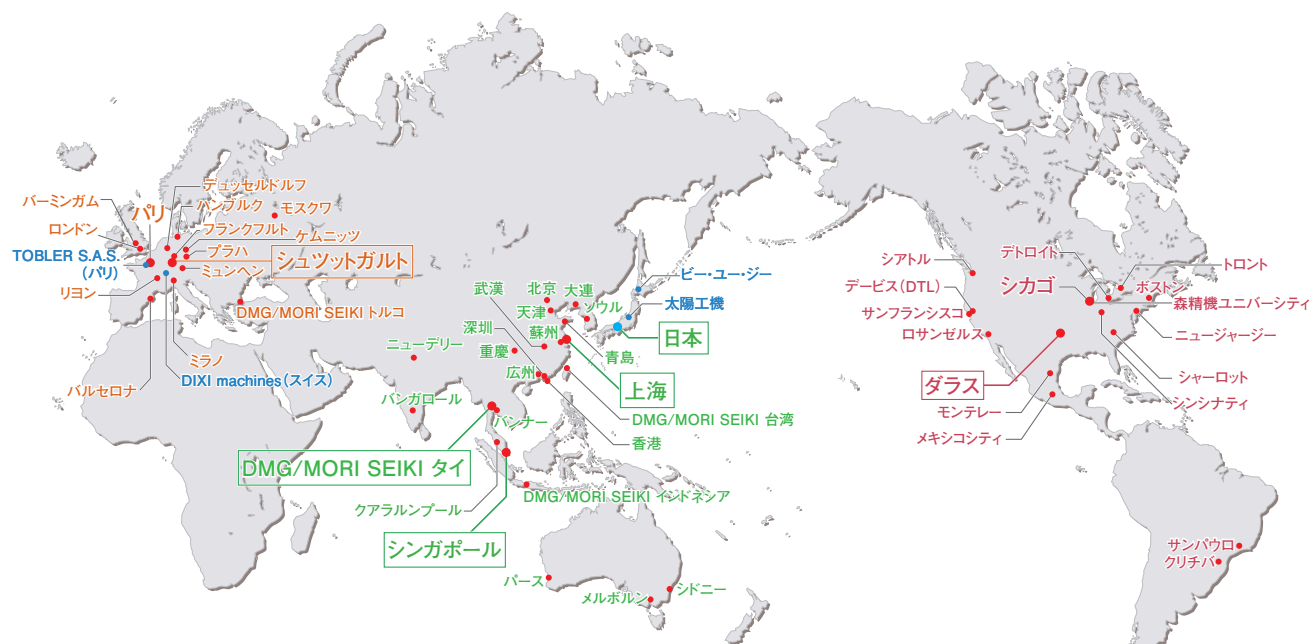 デュッセルドルフ
バーミンガム
パリ
ハンブルク
モスクワ
ロンドン
フランクフルト
ケムニッツ
TOBLER S.A.S.
(パリ)
プラハ
シュツットガルト
ミュンヘン
リヨン
DMG/MORI SEIKI トルコ
ミラノ
DIXI machines(スイス)
バルセロナ
ビー・ユー・ジー
太陽工機
日本
武漢
北京
大連
天津
ソウル
深圳
蘇州
ニューデリー
重慶
青島
広州
上海
バンガロール
バンナー
DMG/MORI SEIKI 台湾
香港
DMG/MORI SEIKI タイ
DMG/MORI SEIKI インドネシア
クアラルンプール
シンガポール
パース
メルボルン
シドニー
シアトル
デトロイト
トロント
デービス(DTL)
シカゴ
ボストン
森精機ユニバーシティ
サンフランシスコ
ロサンゼルス
ニュージャージー
ダラス
シャーロット
シンシナティ
モンテレー
メキシコシティ
サンパウロ
クリチバ